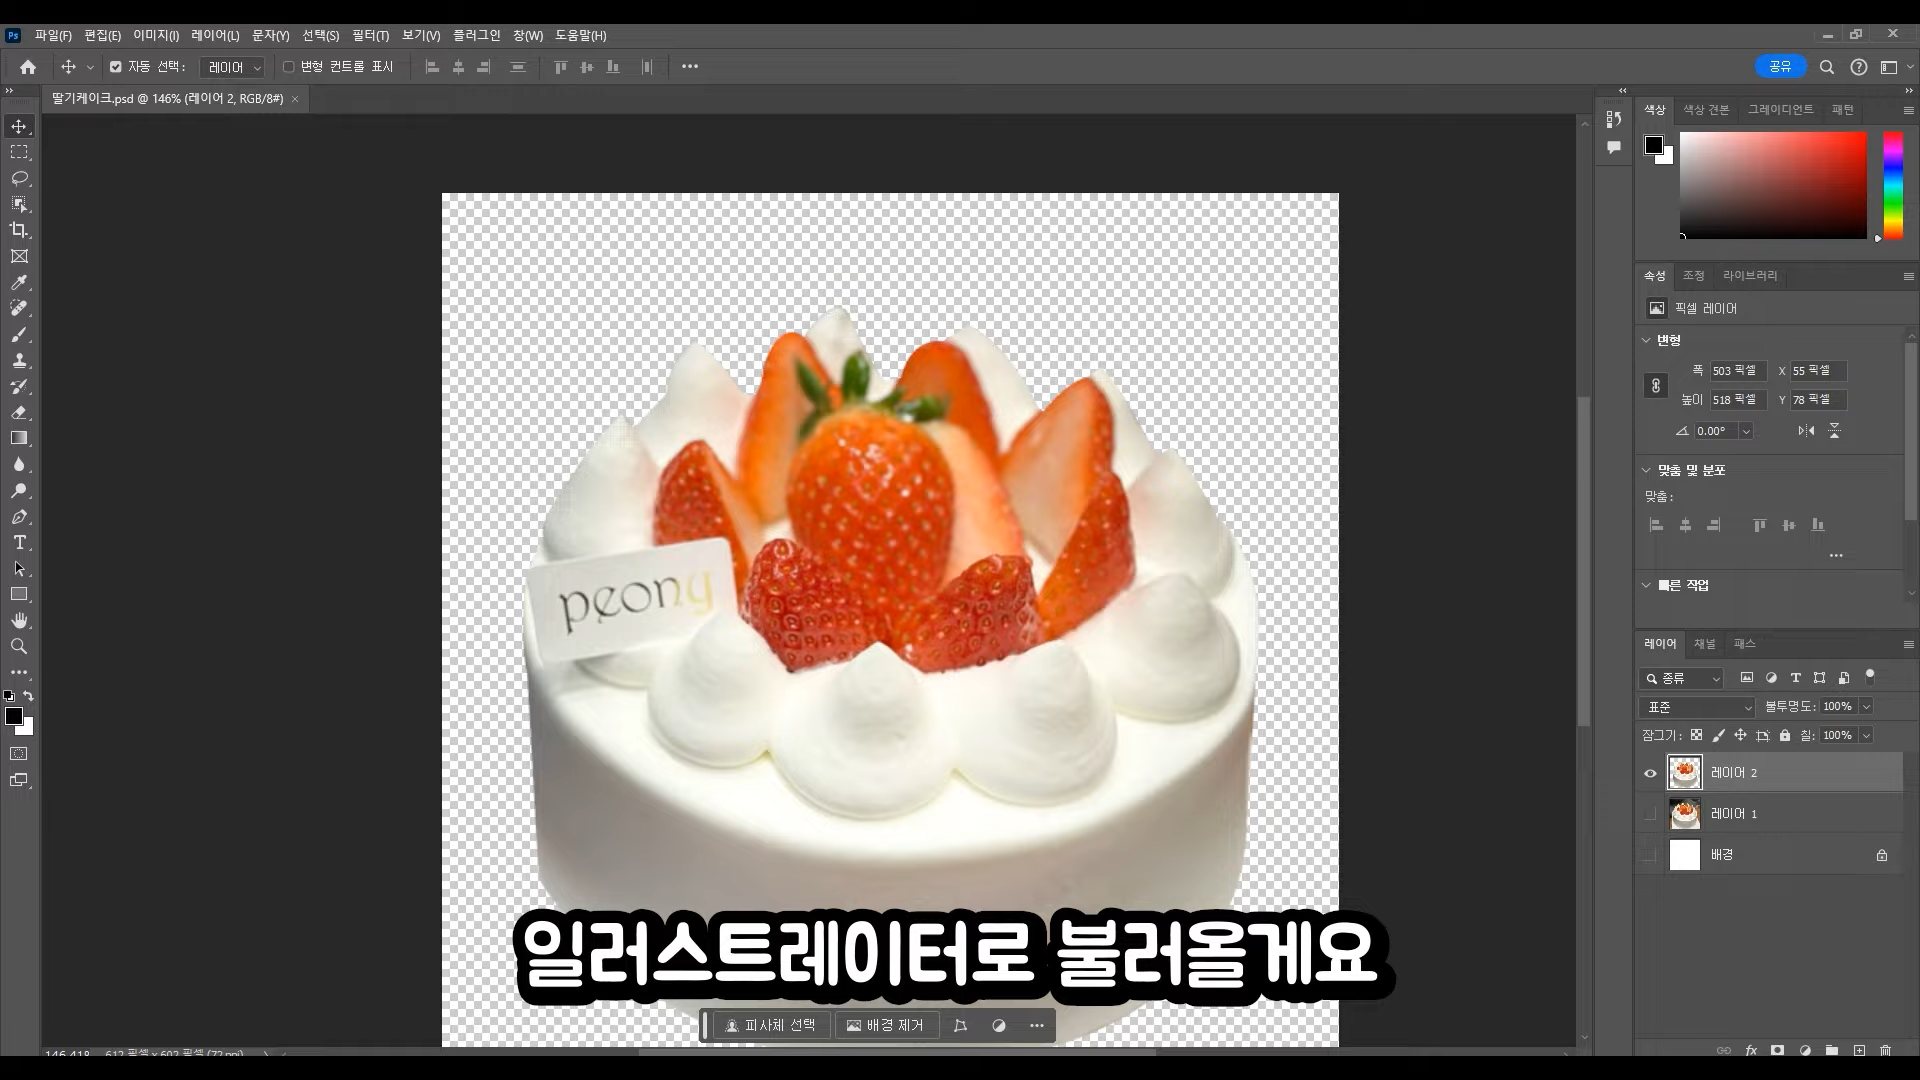 Ps 파일(F) 편집(E) 이미지(I) 레이어(L) 문자(Y) 선택(S) 필터(T) 보기(V) 플러그인 창(W) 도움말(H)
자동 선택: 레이어 변형 컨트롤 표시 공유
딸기케이크.psd @ 146% (레이어 2, RGB/8#)
색상 색상 견본 그레이디언트 패턴
속성 조정 라이브러리
픽셀 레이어
변형
폭 503 픽셀 X 55 픽셀
높이 518 픽셀 Y 78 픽셀
0.00°
맞춤 및 분포
맞춤:
빠른 작업
peony
레이어 채널 패스
종류
표준 불투명도: 100%
잠그기: 칠: 100%
레이어 2
레이어 1
배경
일러스트레이터로 불러올게요
피사체 선택 배경 제거
146.41% 612 픽셀 x 602 픽셀 (72 ppi)